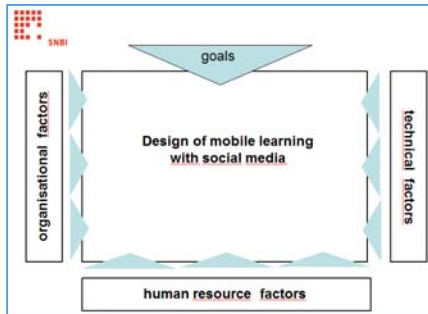 SNBI
goals
organisational factors
Design of mobile learning
with social media
technical factors
human resource factors